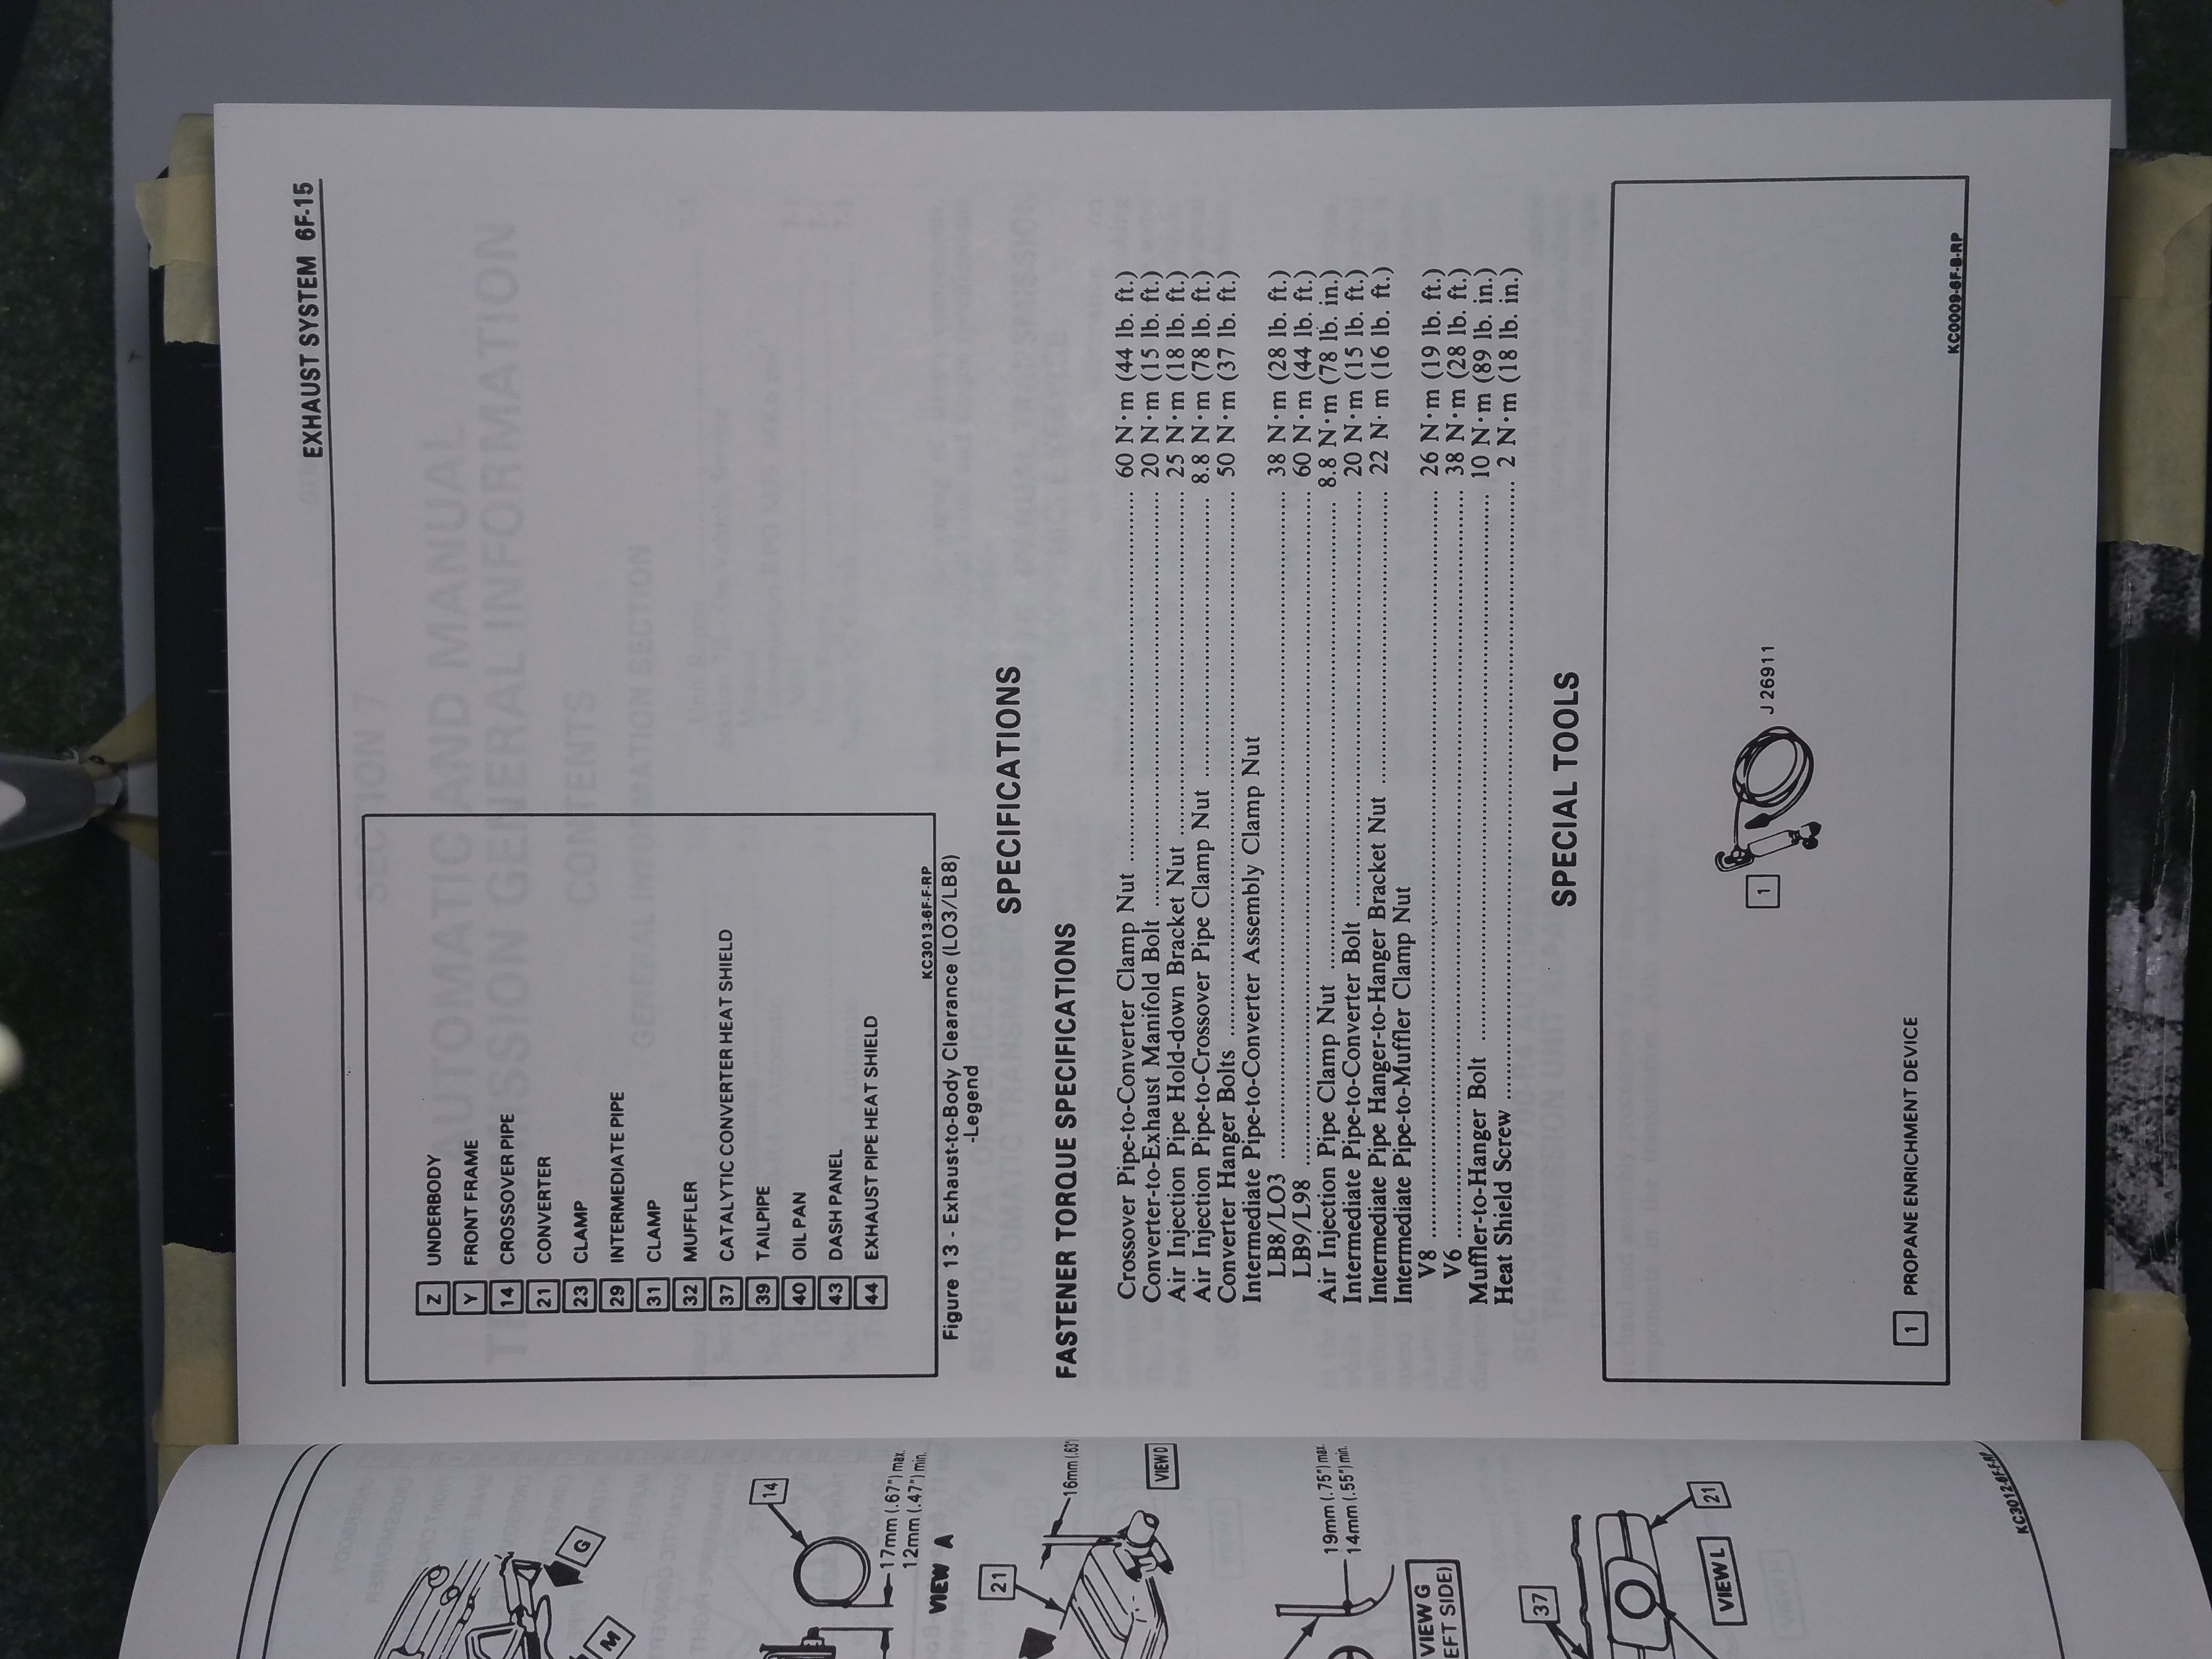 EXHAUST SYSTEM 6F-15
Z UNDERBODY
Y FRONT FRAME
14 CROSSOVER PIPE
21 CONVERTER
23 CLAMP
29 INTERMEDIATE PIPE
31 CLAMP
32 MUFFLER
37 CATALYTIC CONVERTER HEAT SHIELD
39 TAILPIPE
40 OIL PAN
43 DASH PANEL
44 EXHAUST PIPE HEAT SHIELD
KC3013-6F-F-RP
Figure 13 - Exhaust-to-Body Clearance (LO3/LB8)
-Legend
SPECIFICATIONS
FASTENER TORQUE SPECIFICATIONS
Crossover Pipe-to-Converter Clamp Nut ........ 60 N·m (44 lb. ft.)
Converter-to-Exhaust Manifold Bolt ........ 20 N·m (15 lb. ft.)
Air Injection Pipe Hold-down Bracket Nut ........ 25 N·m (18 lb. ft.)
Air Injection Pipe-to-Crossover Pipe Clamp Nut ........ 8.8 N·m (78 lb. ft.)
Converter Hanger Bolts ........ 50 N·m (37 lb. ft.)
Intermediate Pipe-to-Converter Assembly Clamp Nut
LB8/LO3 ........ 38 N·m (28 lb. ft.)
LB9/L98 ........ 60 N·m (44 lb. ft.)
Air Injection Pipe Clamp Nut ........ 8.8 N·m (78 lb. in.)
Intermediate Pipe-to-Converter Bolt ........ 20 N·m (15 lb. ft.)
Intermediate Pipe Hanger-to-Hanger Bracket Nut ........ 22 N·m (16 lb. ft.)
Intermediate Pipe-to-Muffler Clamp Nut
V8 ........ 26 N·m (19 lb. ft.)
V6 ........ 38 N·m (28 lb. ft.)
Muffler-to-Hanger Bolt ........ 10 N·m (89 lb. in.)
Heat Shield Screw ........ 2 N·m (18 lb. in.)
SPECIAL TOOLS
1
J 26911
1 PROPANE ENRICHMENT DEVICE
KC0009-6F-B-RP
G
M
14
17mm (.67") max.
12mm (.47") min.
VIEW A
21
16mm (.63")
VIEW D
19mm (.75") max.
14mm (.55") min.
VIEW G
37
21
VIEW L
KC3012-6F-F-RP